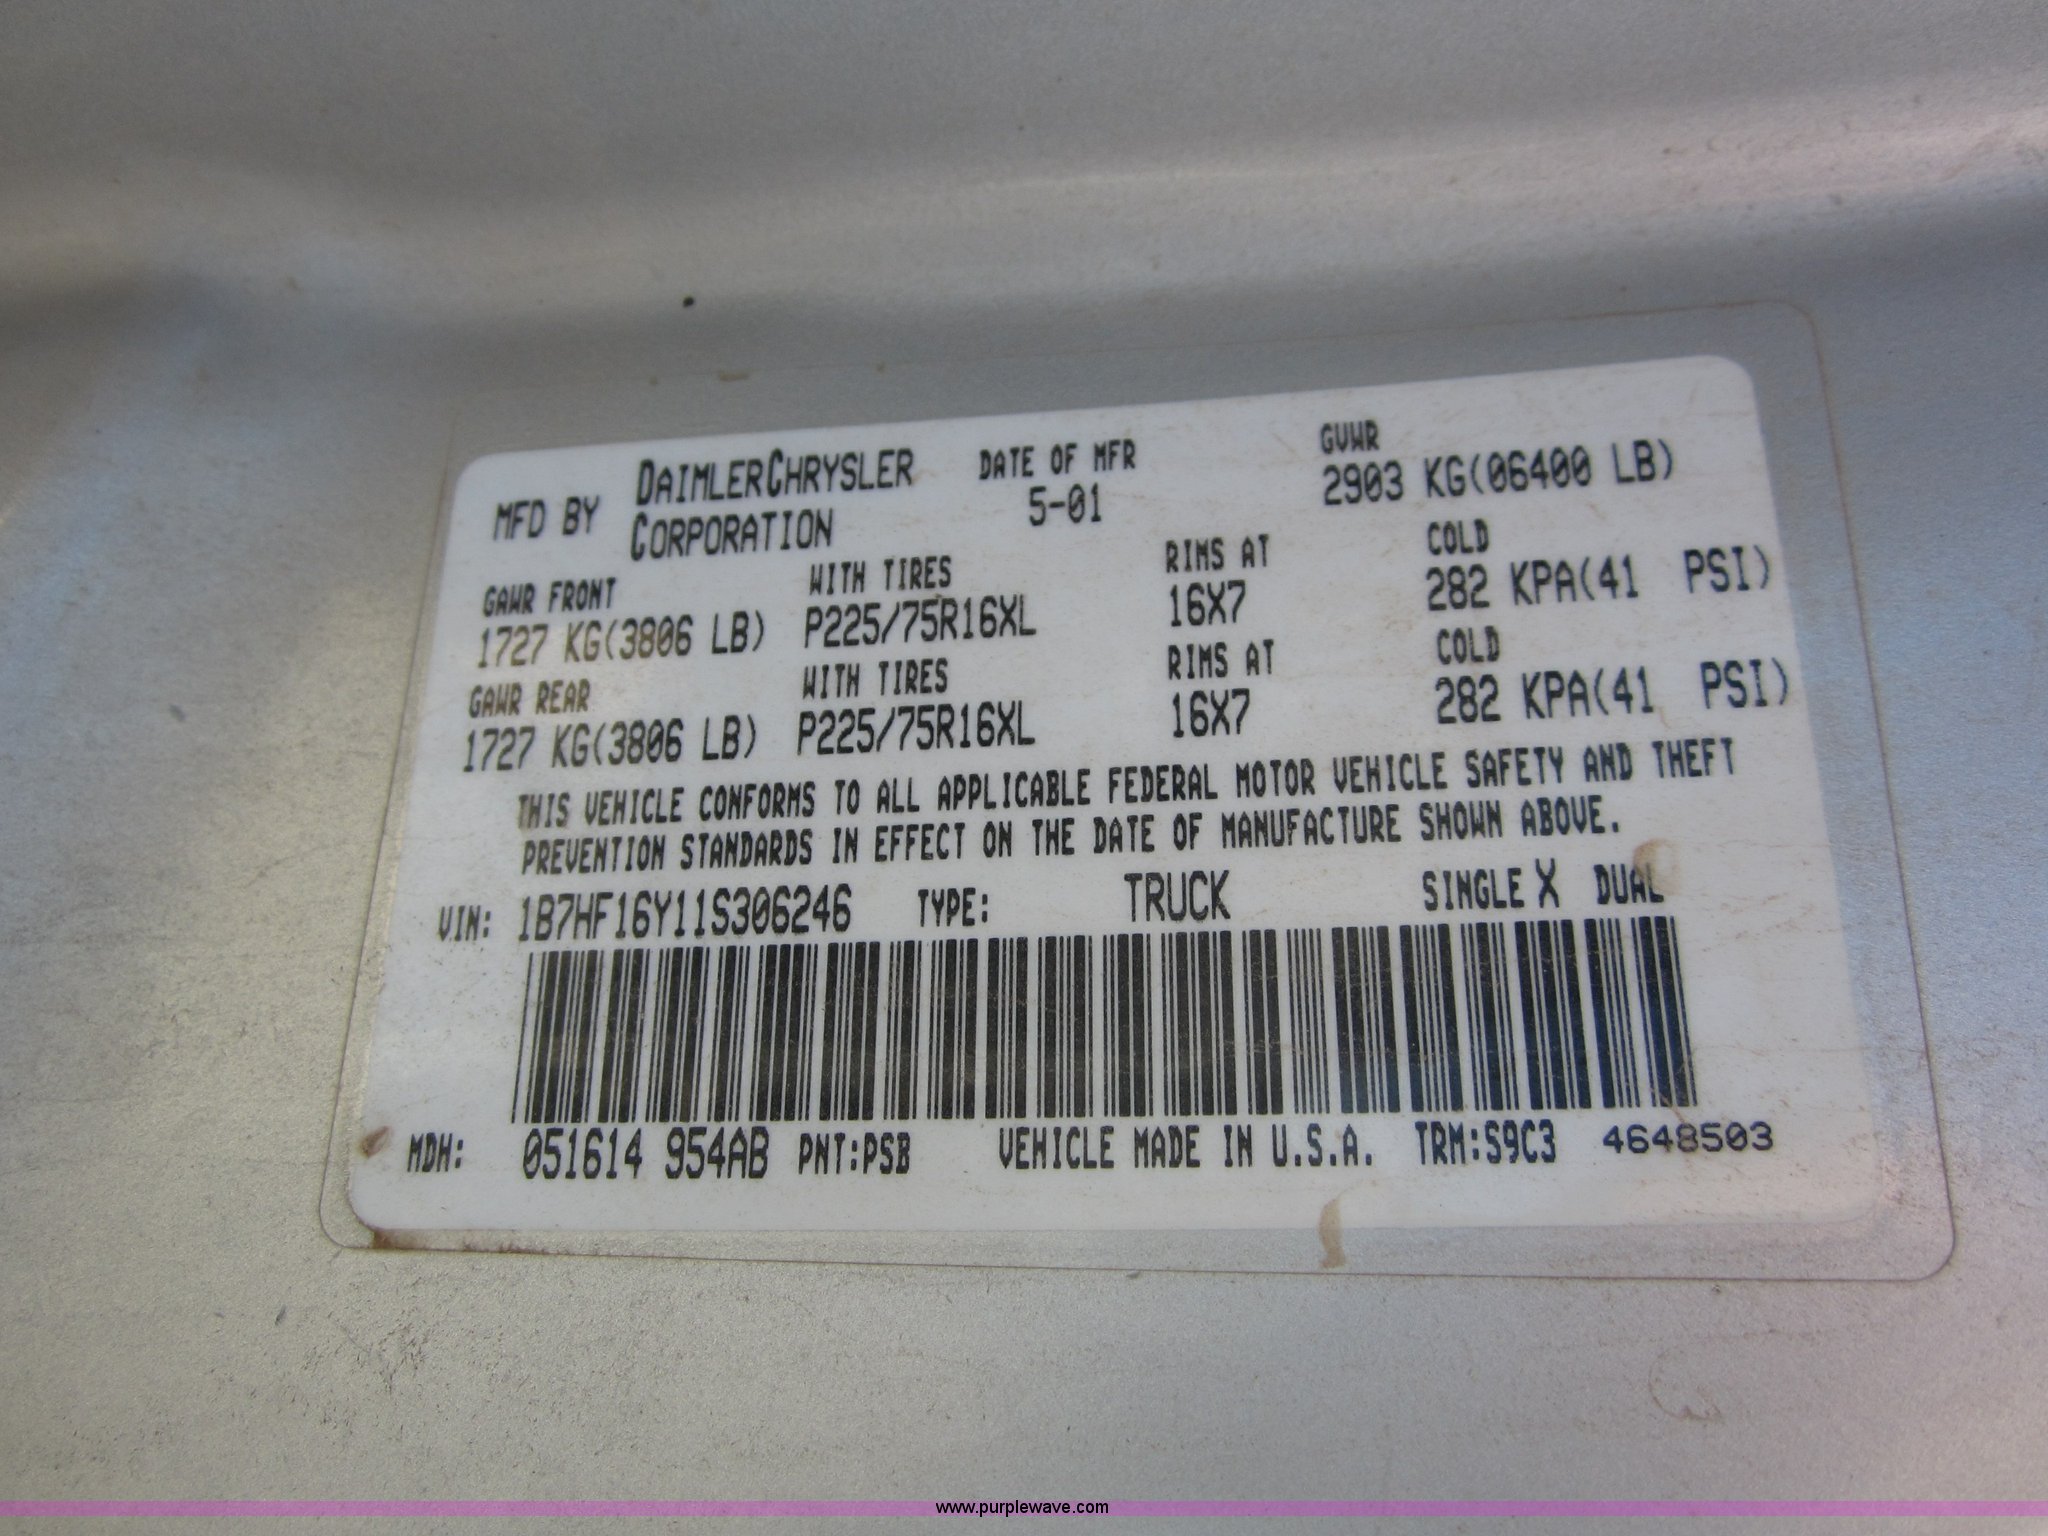 MFD BY DAIMLERCHRYSLER CORPORATION
DATE OF MFR
5-01
GVWR
2903 KG(06400 LB)
GAWR FRONT WITH TIRES RIMS AT COLD
1727 KG(3806 LB) P225/75R16XL 16X7 282 KPA(41 PSI)
GAWR REAR WITH TIRES RIMS AT COLD
1727 KG(3806 LB) P225/75R16XL 16X7 282 KPA(41 PSI)
THIS VEHICLE CONFORMS TO ALL APPLICABLE FEDERAL MOTOR VEHICLE SAFETY AND THEFT
PREVENTION STANDARDS IN EFFECT ON THE DATE OF MANUFACTURE SHOWN ABOVE.
VIN: 1B7HF16Y11S306246 TYPE: TRUCK SINGLE X DUAL
MDH: 051614 954AB PNT:PSB VEHICLE MADE IN U.S.A. TRM:S9C3 4648503
www.purplewave.com